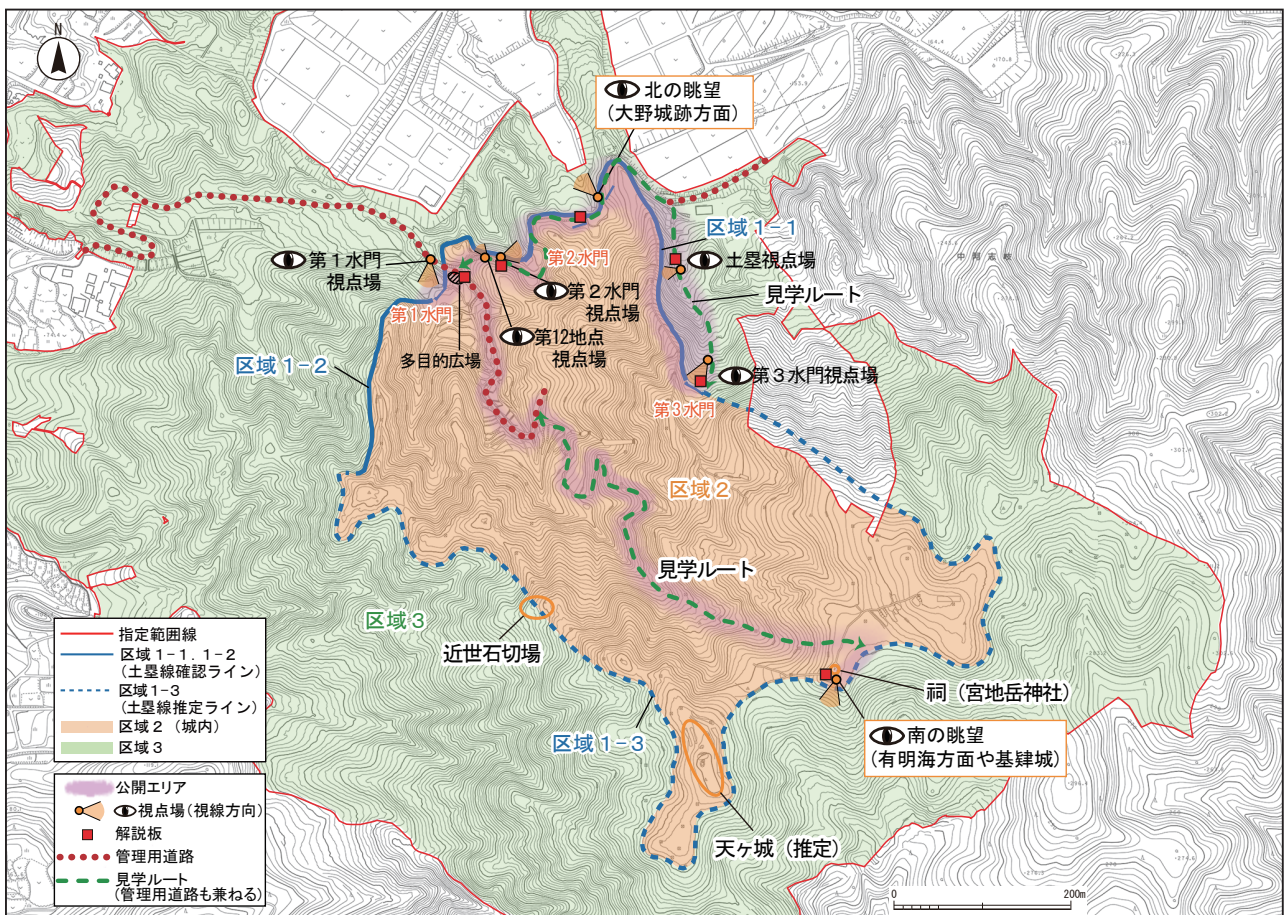 N
北の眺望
(大野城跡方面)
区域1-1
第1水門
視点場
第2水門
土塁視点場
見学ルート
第2水門
視点場
第1水門
第12地点
視点場
多目的広場
区域1-2
第3水門視点場
第3水門
区域2
見学ルート
区域3
近世石切場
祠(宮地岳神社)
区域1-3
南の眺望
(有明海方面や基肄城)
天ヶ城(推定)
指定範囲線
区域1-1.1-2
(土塁線確認ライン)
区域1-3
(土塁線推定ライン)
区域2(城内)
区域3
公開エリア
視点場(視線方向)
解説板
管理用道路
見学ルート
(管理用道路も兼ねる)
0 200m